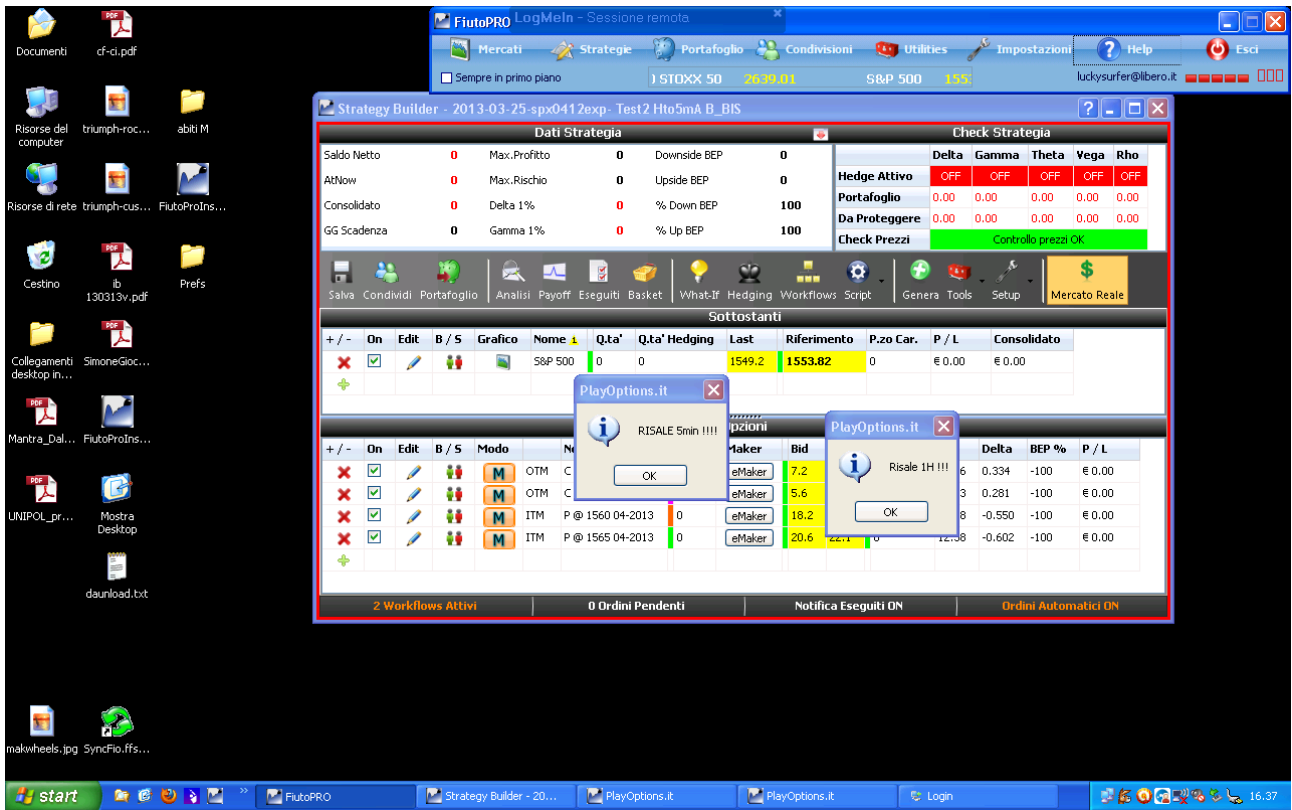 FiutoPRO LogMeIn - Sessione remota
Mercati Strategie Portafoglio Condivisioni Utilities Impostazioni Help Esci
Sempre in primo piano ) STOXX 50 2639.01 S&P 500 luckysurfer@libero.it
Documenti cf-ci.pdf
Risorse del computer triumph-roc... abiti M
Risorse di rete triumph-cus... FiutoProIns...
Cestino ib 130313v.pdf Prefs
Collegamenti desktop in... SimoneGioc...
Mantra_Dal... FiutoProIns...
UNIPOL_pr... Mostra Desktop
daunload.txt
makwheels.jpg SyncFio.ffs...
Strategy Builder - 2013-03-25-spx0412exp- Test2 Hto5mA B_BIS
Dati Strategia Check Strategia
Saldo Netto 0 Max.Profitto 0 Downside BEP 0
AtNow 0 Max.Rischio 0 Upside BEP 0
Consolidato 0 Delta 1% 0 % Down BEP 100
GG Scadenza 0 Gamma 1% 0 % Up BEP 100
Delta Gamma Theta Vega Rho
Hedge Attivo OFF OFF OFF OFF OFF
Portafoglio 0.00 0.00 0.00 0.00 0.00
Da Proteggere 0.00 0.00 0.00 0.00 0.00
Check Prezzi Controllo prezzi OK
Salva Condividi Portafoglio Analisi Payoff Eseguiti Basket What-If Hedging Workflows Script Genera Tools Setup Mercato Reale
Sottostanti
+ / - On Edit B / S Grafico Nome Q.ta' Q.ta' Hedging Last Riferimento P.zo Car. P / L Consolidato
S&P 500 0 0 1549.2 1553.82 0 € 0.00 € 0.00
PlayOptions.it
RISALE 5min !!!!
OK
PlayOptions.it
Risale 1H !!!
OK
+ / - On Edit B / S Modo Bid Delta BEP % P / L
M OTM C eMaker 7.2 6 0.334 -100 € 0.00
M OTM C eMaker 5.6 3 0.281 -100 € 0.00
M ITM P @ 1560 04-2013 0 eMaker 18.2 8 -0.550 -100 € 0.00
M ITM P @ 1565 04-2013 0 eMaker 20.6 22.1 0 12.58 -0.602 -100 € 0.00
2 Workflows Attivi 0 Ordini Pendenti Notifica Eseguiti ON Ordini Automatici ON
start FiutoPRO Strategy Builder - 20... PlayOptions.it PlayOptions.it Login 16.37